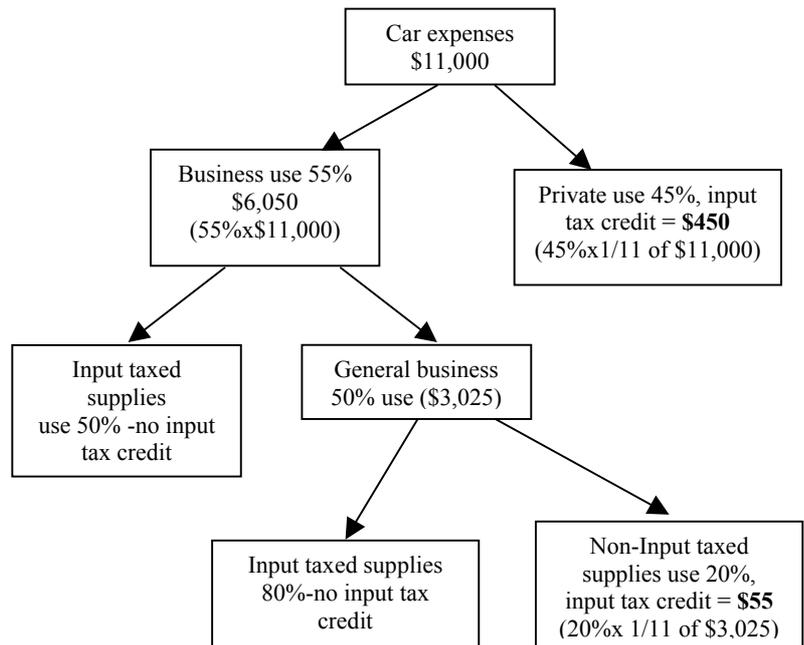 Car expenses
$11,000
Business use 55%
$6,050
(55%x$11,000)
Private use 45%, input
tax credit = $450
(45%x1/11 of $11,000)
Input taxed
supplies
use 50% -no input
tax credit
General business
50% use ($3,025)
Input taxed supplies
80%-no input tax
credit
Non-Input taxed
supplies use 20%,
input tax credit = $55
(20%x 1/11 of $3,025)